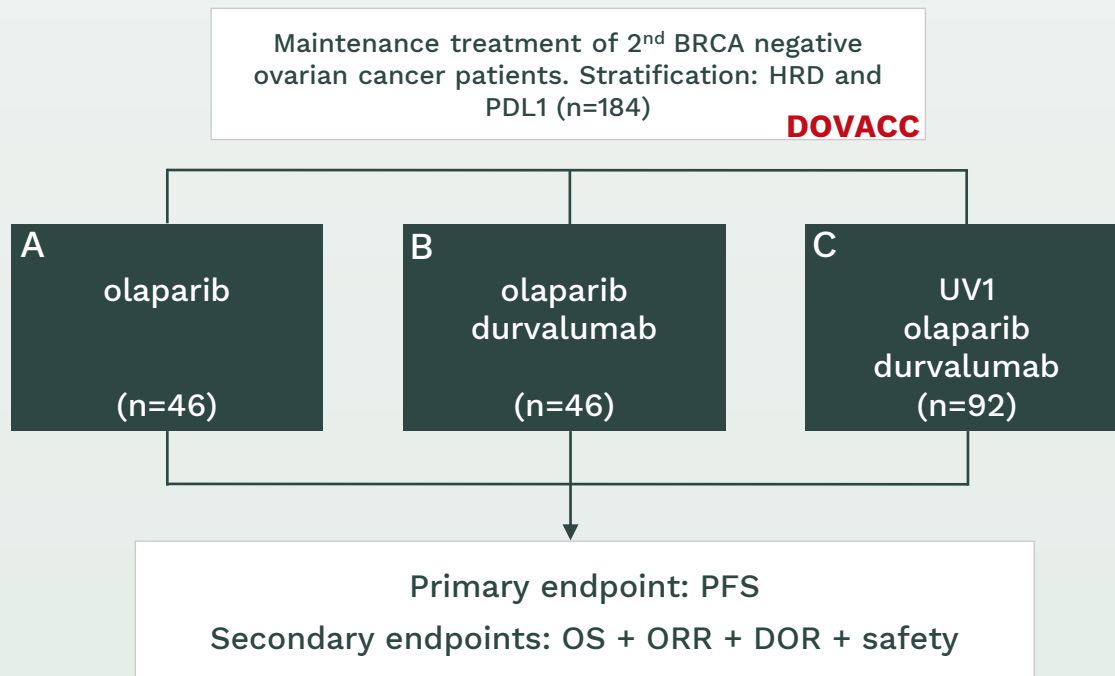 Maintenance treatment of 2nd BRCA negative
ovarian cancer patients. Stratification: HRD and
PDL1 (n=184)
DOVACC
A
olaparib
(n=46)
B
olaparib
durvalumab
(n=46)
C
UV1
olaparib
durvalumab
(n=92)
Primary endpoint: PFS
Secondary endpoints: OS + ORR + DOR + safety